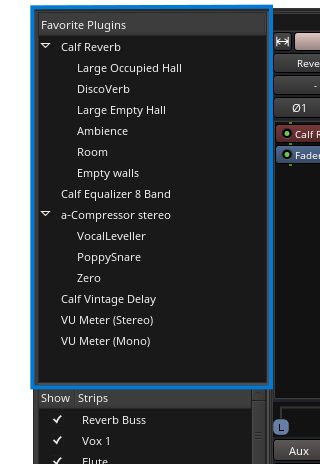 Favorite Plugins
Calf Reverb
Large Occupied Hall
DiscoVerb
Large Empty Hall
Ambience
Room
Empty walls
Calf Equalizer 8 Band
a-Compressor stereo
VocalLeveller
PoppySnare
Zero
Calf Vintage Delay
VU Meter (Stereo)
VU Meter (Mono)
Show Strips
Reverb Buss
Vox 1
Flute
Reve
-
Ø1
Calf R
Fader
L
Aux